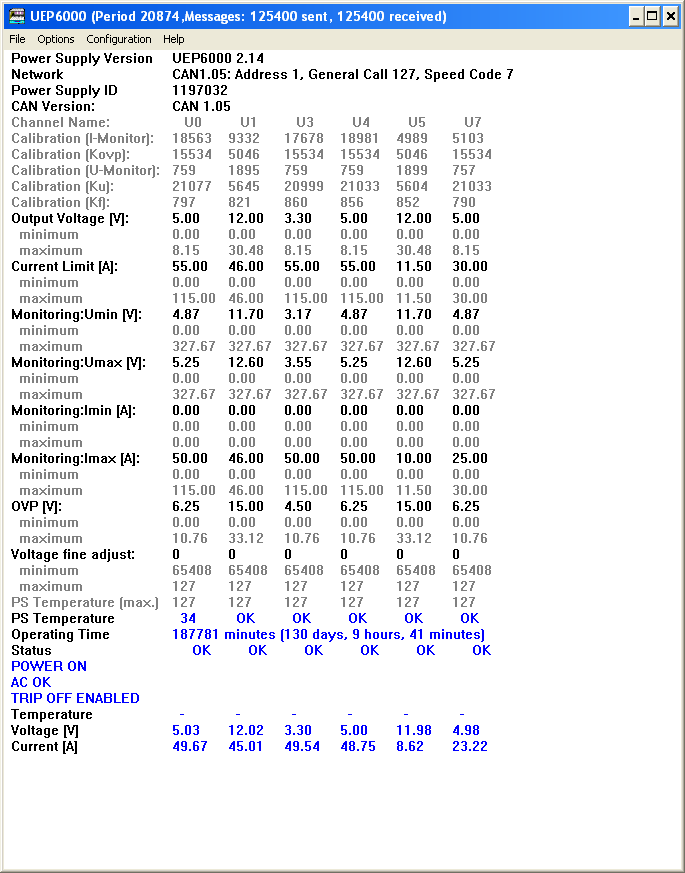 UEP6000 (Period 20874,Messages: 125400 sent, 125400 received)
File Options Configuration Help
Power Supply Version UEP6000 2.14
Network CAN1.05: Address 1, General Call 127, Speed Code 7
Power Supply ID 1197032
CAN Version: CAN 1.05
Channel Name: U0 U1 U3 U4 U5 U7
Calibration (I-Monitor): 18563 9332 17678 18981 4989 5103
Calibration (Kovp): 15534 5046 15534 15534 5046 15534
Calibration (U-Monitor): 759 1895 759 759 1899 757
Calibration (Ku): 21077 5645 20999 21033 5604 21033
Calibration (Kf): 797 821 860 856 852 790
Output Voltage [V]: 5.00 12.00 3.30 5.00 12.00 5.00
minimum 0.00 0.00 0.00 0.00 0.00 0.00
maximum 8.15 30.48 8.15 8.15 30.48 8.15
Current Limit [A]: 55.00 46.00 55.00 55.00 11.50 30.00
minimum 0.00 0.00 0.00 0.00 0.00 0.00
maximum 115.00 46.00 115.00 115.00 11.50 30.00
Monitoring:Umin [V]: 4.87 11.70 3.17 4.87 11.70 4.87
minimum 0.00 0.00 0.00 0.00 0.00 0.00
maximum 327.67 327.67 327.67 327.67 327.67 327.67
Monitoring:Umax [V]: 5.25 12.60 3.55 5.25 12.60 5.25
minimum 0.00 0.00 0.00 0.00 0.00 0.00
maximum 327.67 327.67 327.67 327.67 327.67 327.67
Monitoring:Imin [A]: 0.00 0.00 0.00 0.00 0.00 0.00
minimum 0.00 0.00 0.00 0.00 0.00 0.00
maximum 0.00 0.00 0.00 0.00 0.00 0.00
Monitoring:Imax [A]: 50.00 46.00 50.00 50.00 10.00 25.00
minimum 0.00 0.00 0.00 0.00 0.00 0.00
maximum 115.00 46.00 115.00 115.00 11.50 30.00
OVP [V]: 6.25 15.00 4.50 6.25 15.00 6.25
minimum 0.00 0.00 0.00 0.00 0.00 0.00
maximum 10.76 33.12 10.76 10.76 33.12 10.76
Voltage fine adjust: 0 0 0 0 0 0
minimum 65408 65408 65408 65408 65408 65408
maximum 127 127 127 127 127 127
PS Temperature (max.) 127 127 127 127 127 127
PS Temperature 34 OK OK OK OK OK
Operating Time 187781 minutes (130 days, 9 hours, 41 minutes)
Status OK OK OK OK OK OK
POWER ON
AC OK
TRIP OFF ENABLED
Temperature - - - - - -
Voltage [V] 5.03 12.02 3.30 5.00 11.98 4.98
Current [A] 49.67 45.01 49.54 48.75 8.62 23.22